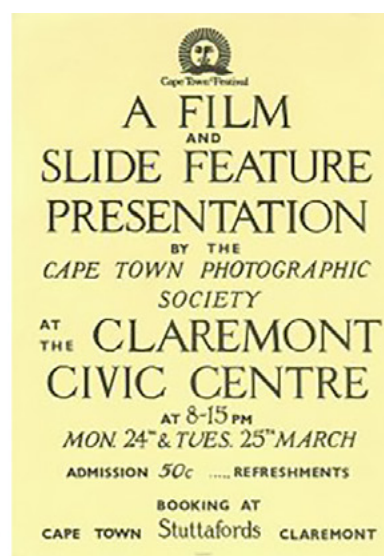 Cape Town Festival
A FILM
AND
SLIDE FEATURE
PRESENTATION
BY THE
CAPE TOWN PHOTOGRAPHIC
SOCIETY
AT THE CLAREMONT
CIVIC CENTRE
AT 8-15 PM
MON. 24TH & TUES. 25TH MARCH
ADMISSION 50c ..... REFRESHMENTS
BOOKING AT
CAPE TOWN Stuttafords CLAREMONT